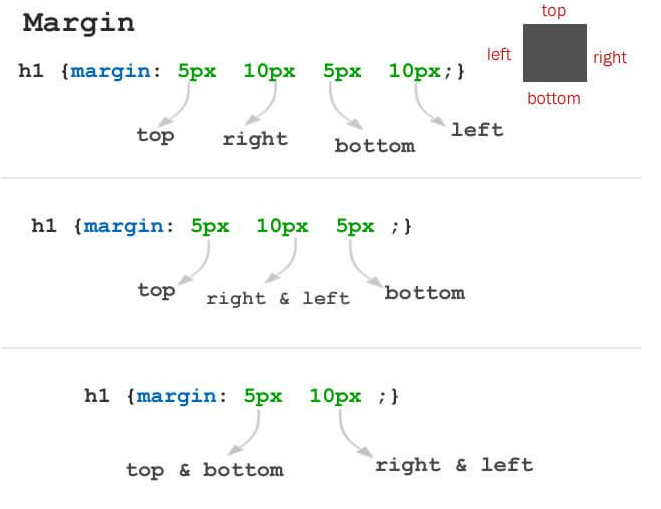 Margin
top
left
right
bottom
h1 {margin: 5px 10px 5px 10px;}
top right bottom left
h1 {margin: 5px 10px 5px ;}
top right & left bottom
h1 {margin: 5px 10px ;}
top & bottom right & left